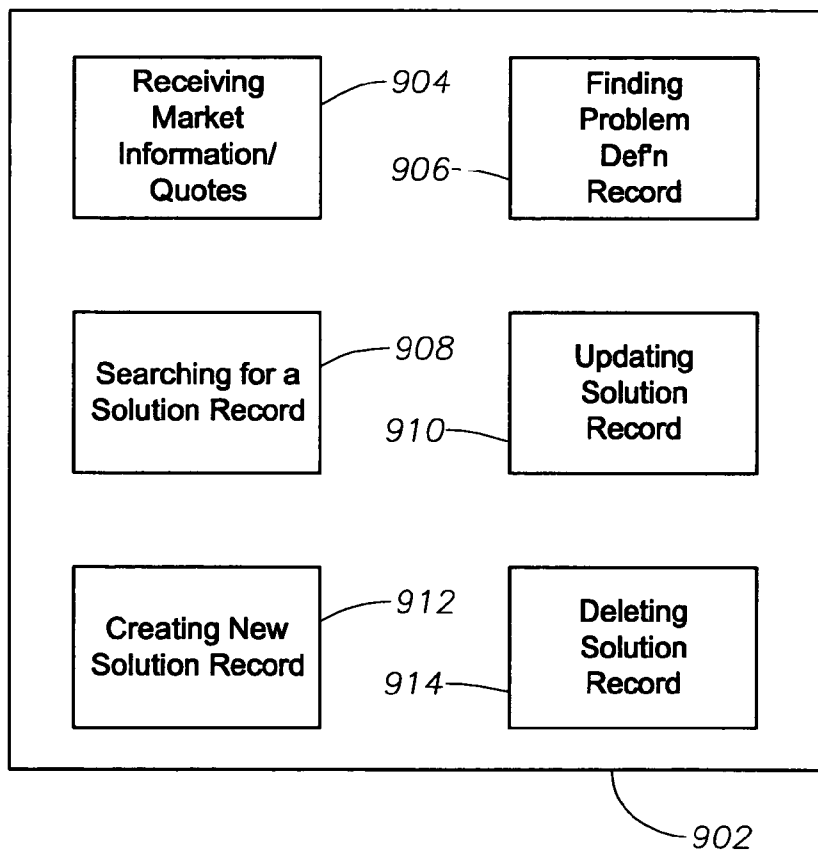 Receiving
Market
Information/
Quotes
904
Finding
Problem
Def'n
Record
906
Searching for a
Solution Record
908
Updating
Solution
Record
910
Creating New
Solution Record
912
Deleting
Solution
Record
914
902